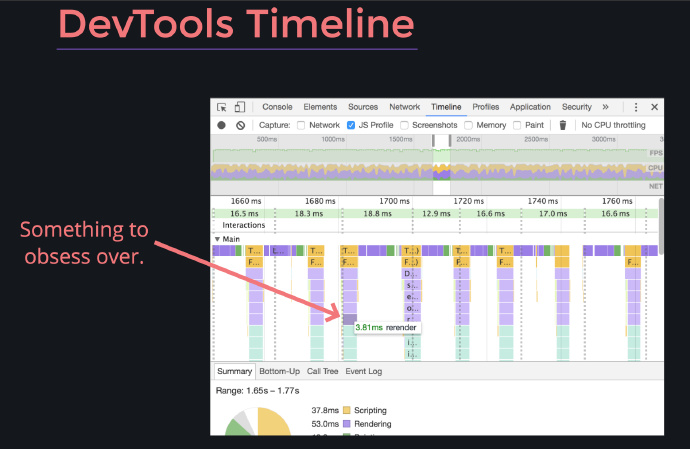 DevTools Timeline
Something to
obsess over.
Console Elements Sources Network Timeline Profiles Application Security »
Capture: Network JS Profile Screenshots Memory Paint No CPU throttling
500ms 1000ms 1500ms 2000ms 2500ms 3000ms
FPS
CPU
NET
1660 ms 1680 ms 1700 ms 1720 ms 1740 ms 1760 ms
16.5 ms 18.3 ms 18.8 ms 12.9 ms 16.6 ms 17.0 ms 16.6 ms
Interactions
Main
T... (... T... T... T...) T... T... T...
F... F... F... F...) F... F... F...
D...
s...
e...
o...
r...
3.81ms rerender
i...
i...
Summary Bottom-Up Call Tree Event Log
Range: 1.65s – 1.77s
37.8ms Scripting
53.0ms Rendering